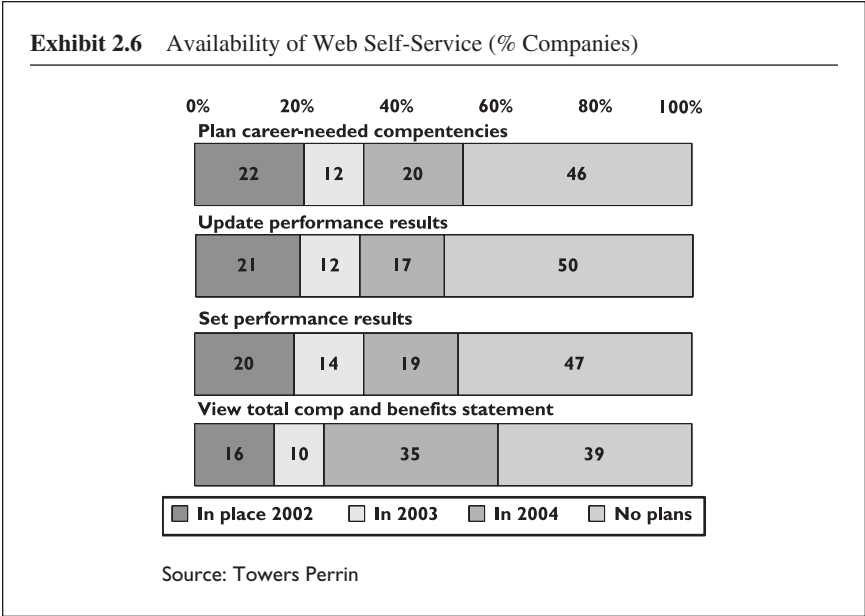 Exhibit 2.6 Availability of Web Self-Service (% Companies)
0% 20% 40% 60% 80% 100%
Plan career-needed compentencies
22 12 20 46
Update performance results
21 12 17 50
Set performance results
20 14 19 47
View total comp and benefits statement
16 10 35 39
In place 2002 In 2003 In 2004 No plans
Source: Towers Perrin